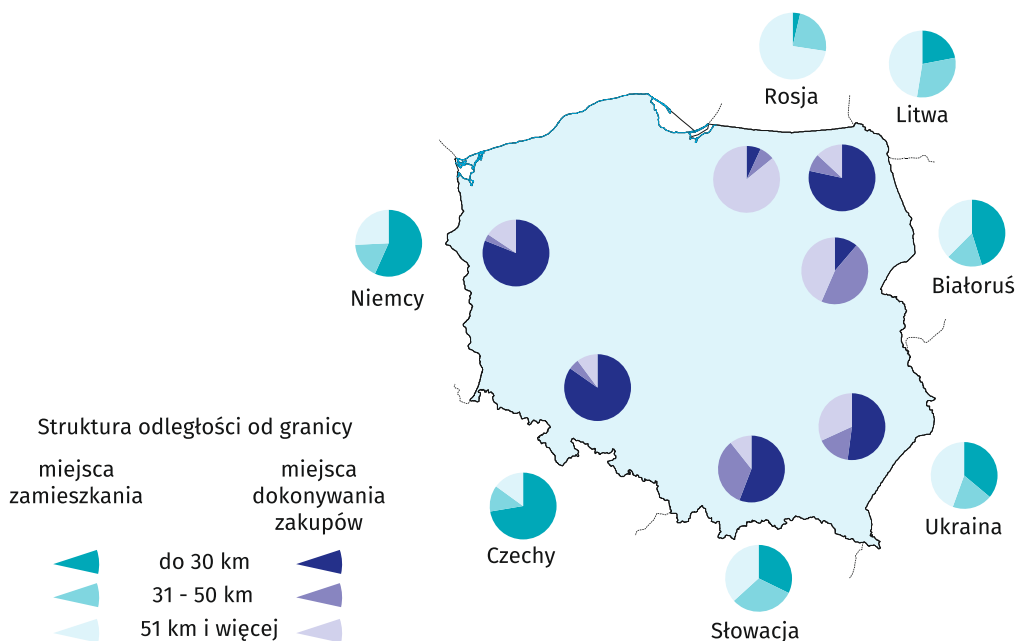 Rosja
Litwa
Białoruś
Niemcy
Struktura odległości od granicy
miejsca
zamieszkania
miejsca
dokonywania
zakupów
do 30 km
31 - 50 km
51 km i więcej
Czechy
Ukraina
Słowacja